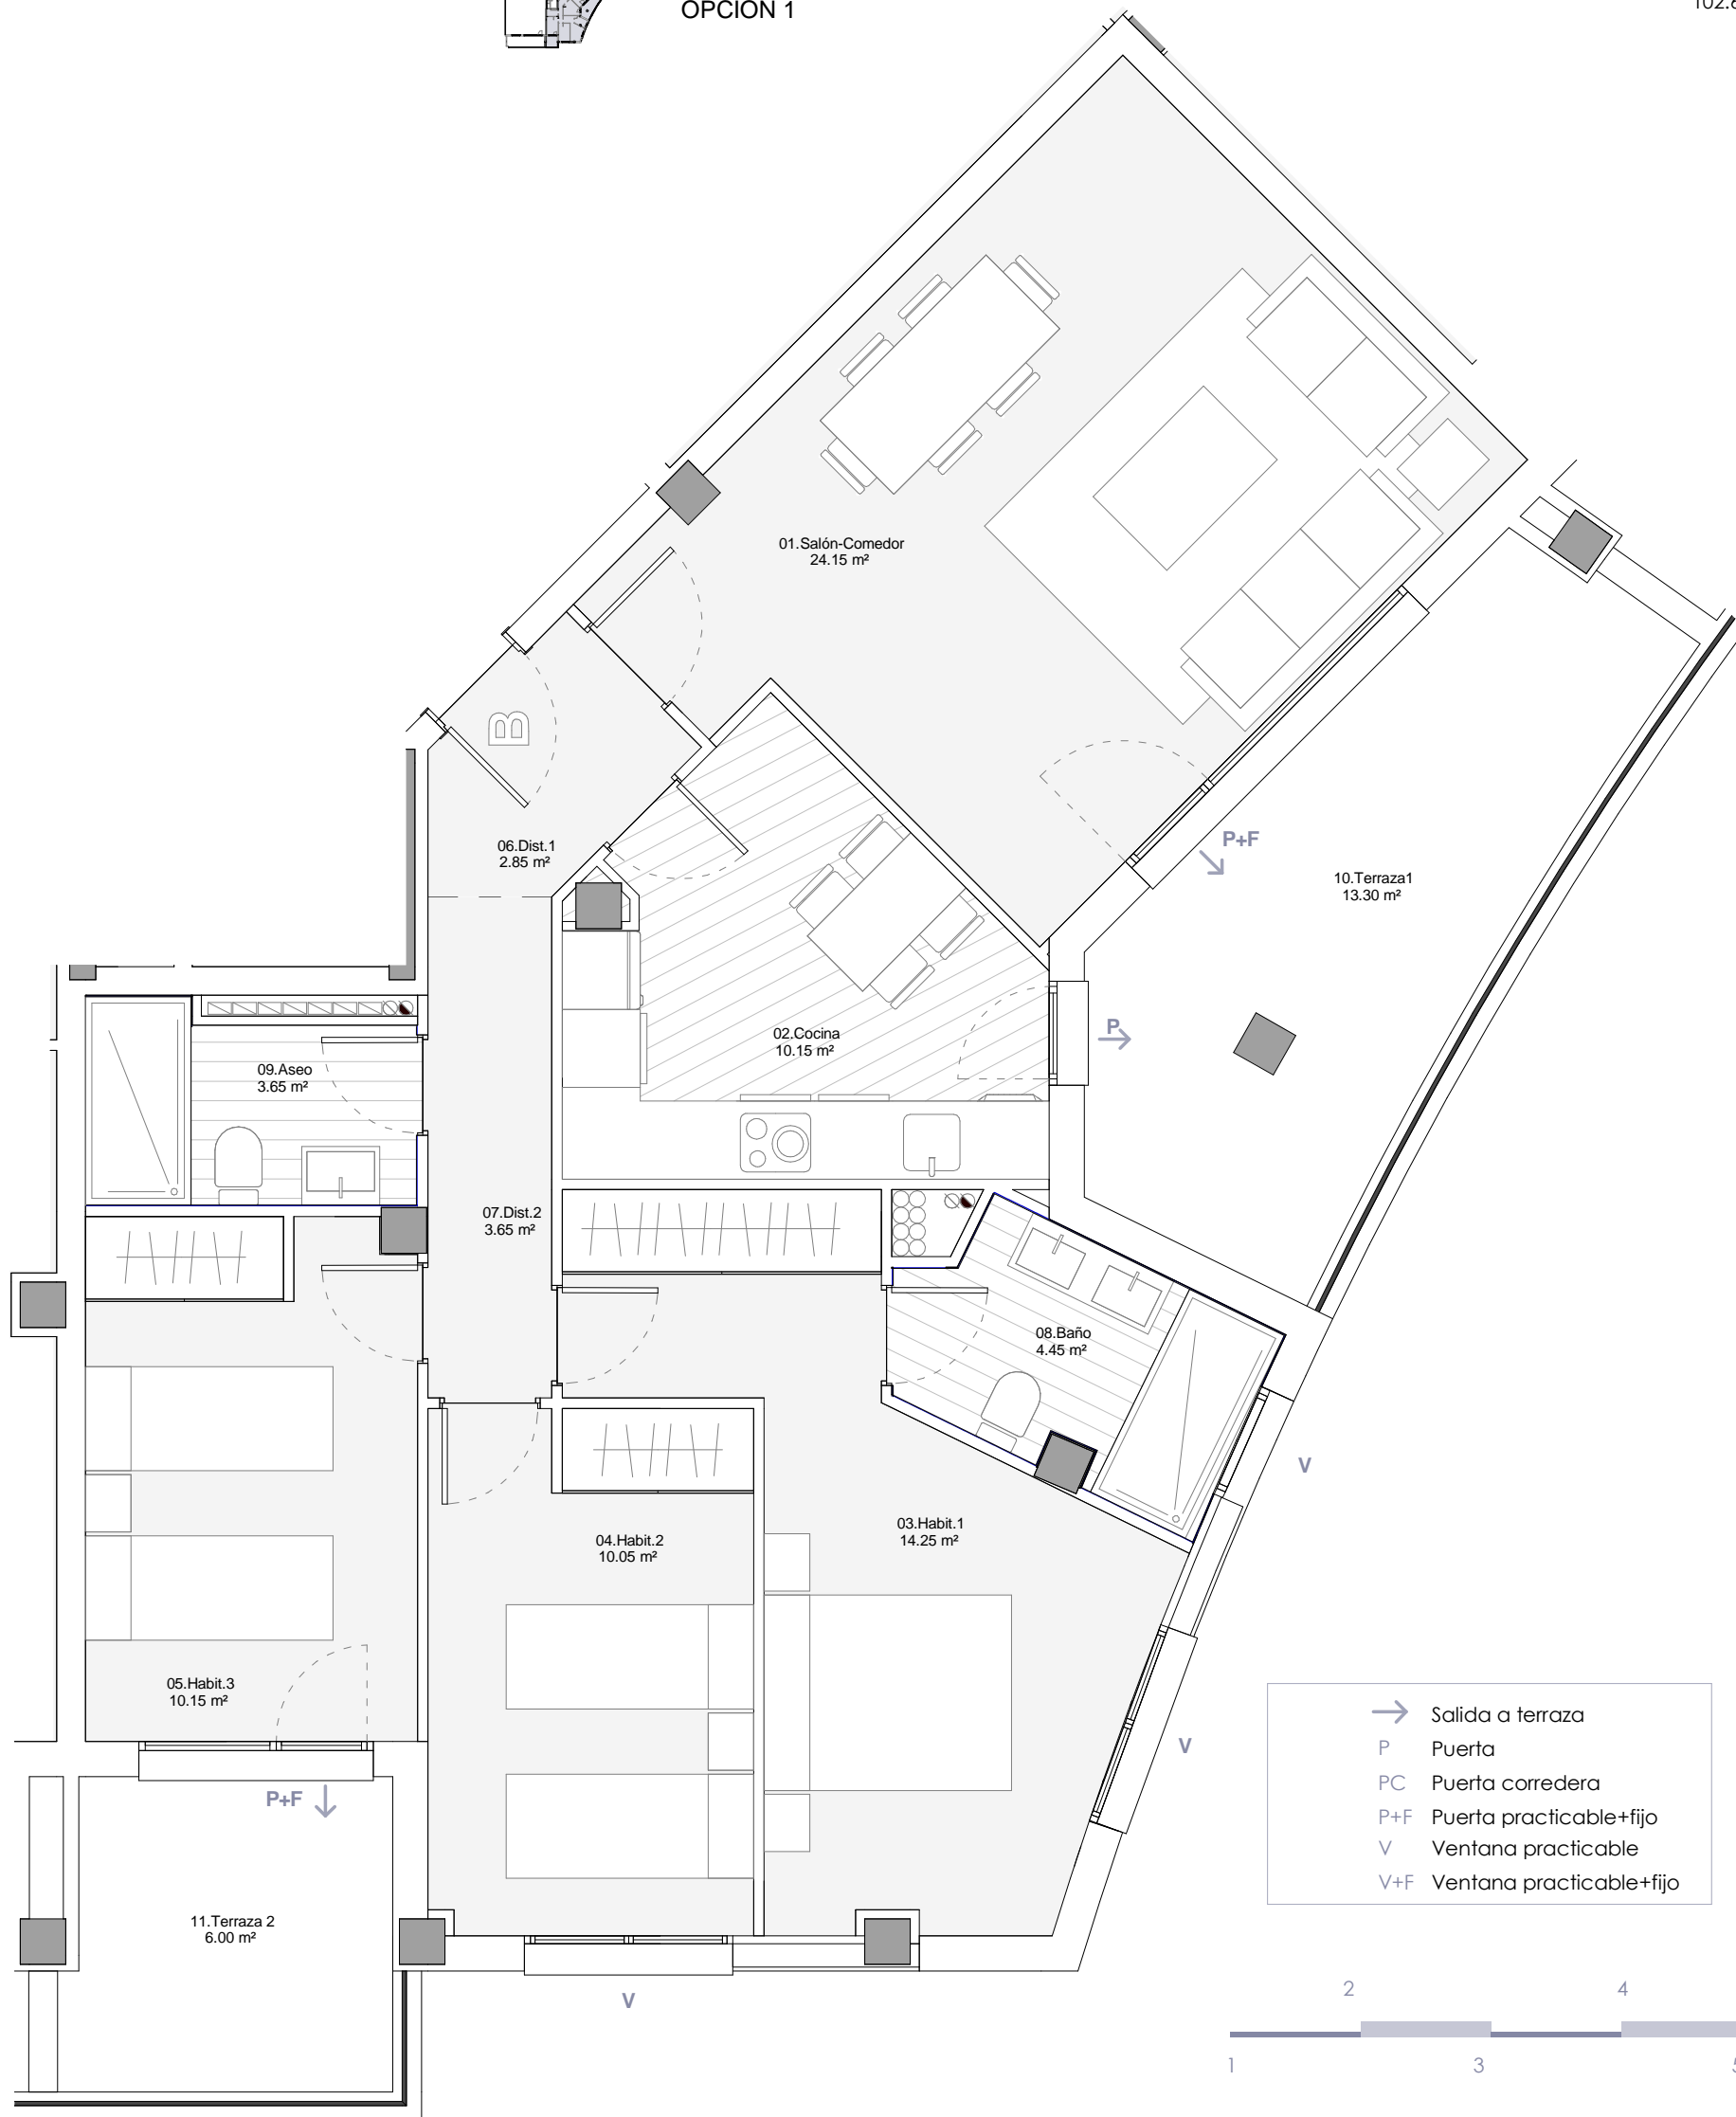 OPCION 1
01.Salón-Comedor
24.15 m²
B
06.Dist.1
2.85 m²
P+F
10.Terraza1
13.30 m²
02.Cocina
10.15 m²
P
09.Aseo
3.65 m²
07.Dist.2
3.65 m²
08.Baño
4.45 m²
V
03.Habit.1
14.25 m²
04.Habit.2
10.05 m²
05.Habit.3
10.15 m²
V
P+F
11.Terraza 2
6.00 m²
V
Salida a terraza
P Puerta
PC Puerta corredera
P+F Puerta practicable+fijo
V Ventana practicable
V+F Ventana practicable+fijo
2 4
1 3